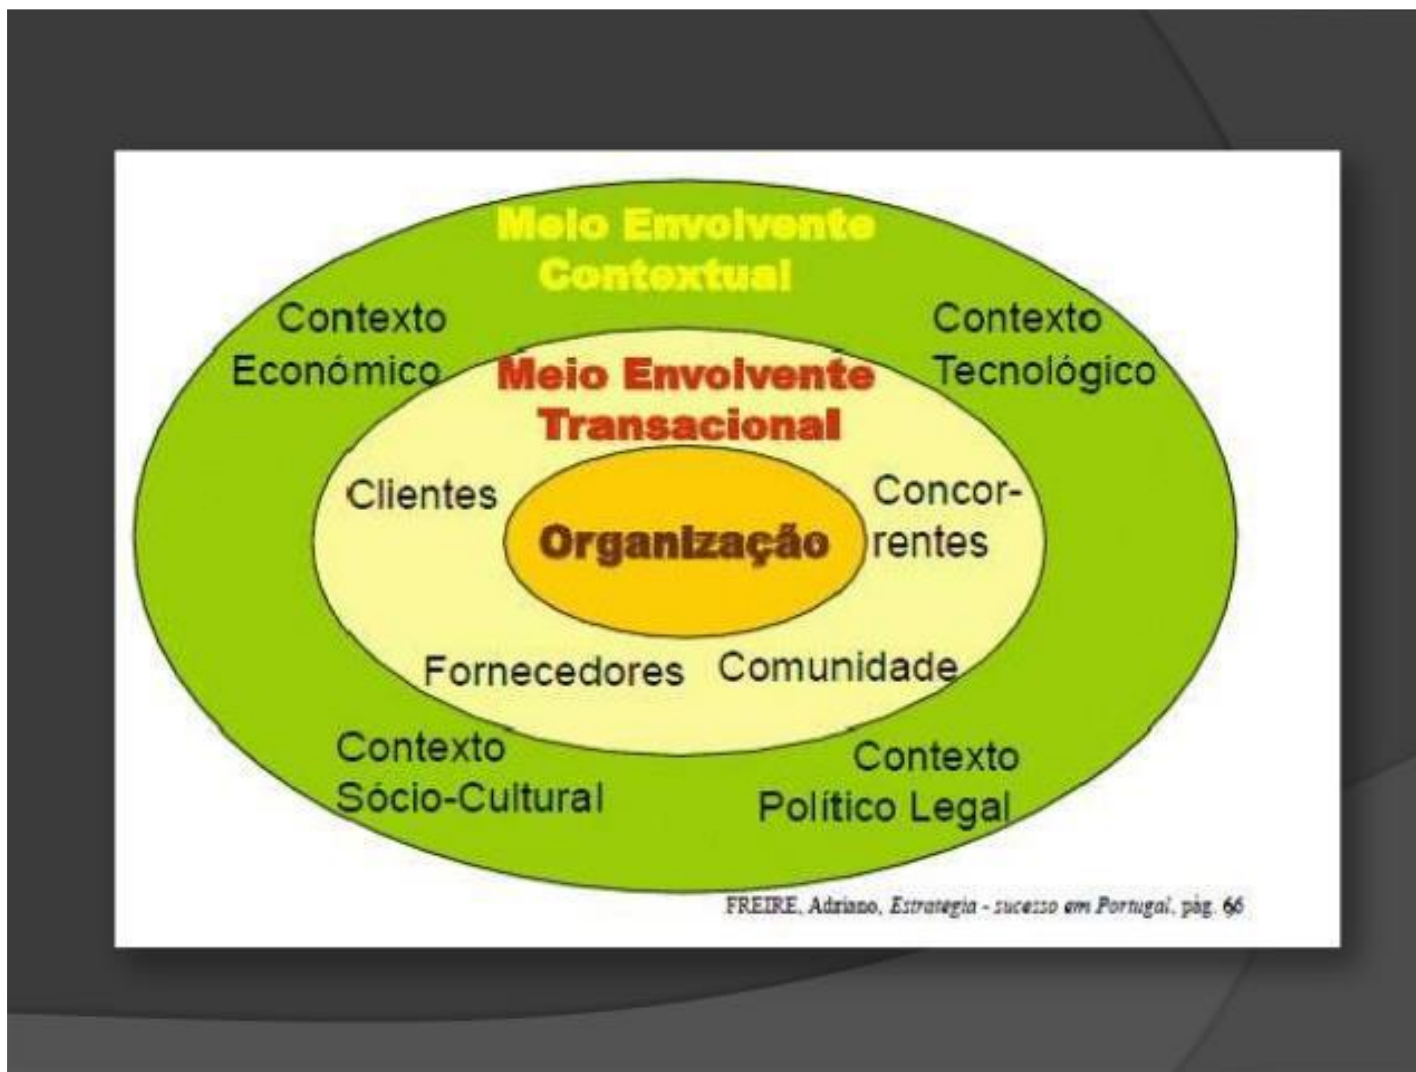 Meio Envolvente
Contextual
Contexto
Económico
Contexto
Tecnológico
Meio Envolvente
Transacional
Clientes
Concor-
rentes
Organização
Fornecedores
Comunidade
Contexto
Sócio-Cultural
Contexto
Político Legal
FREIRE, Adriano, Estrategia - sucesso em Portugal, pág. 66